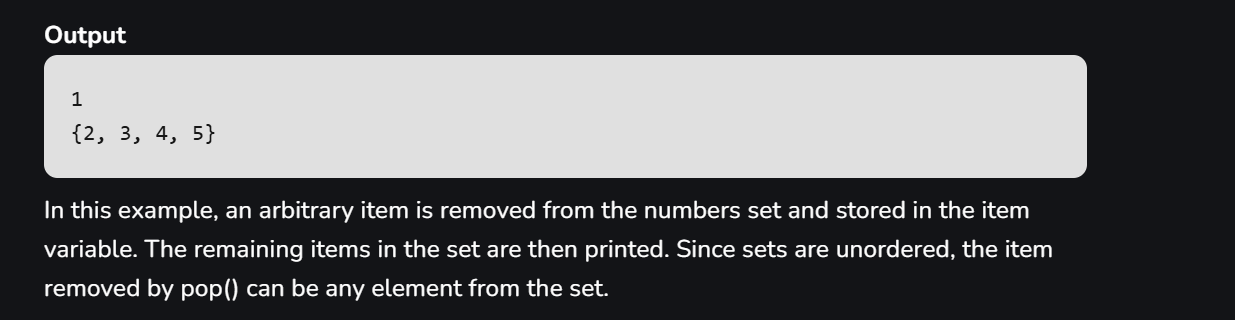 Output
1
{2, 3, 4, 5}
In this example, an arbitrary item is removed from the numbers set and stored in the item
variable. The remaining items in the set are then printed. Since sets are unordered, the item
removed by pop() can be any element from the set.